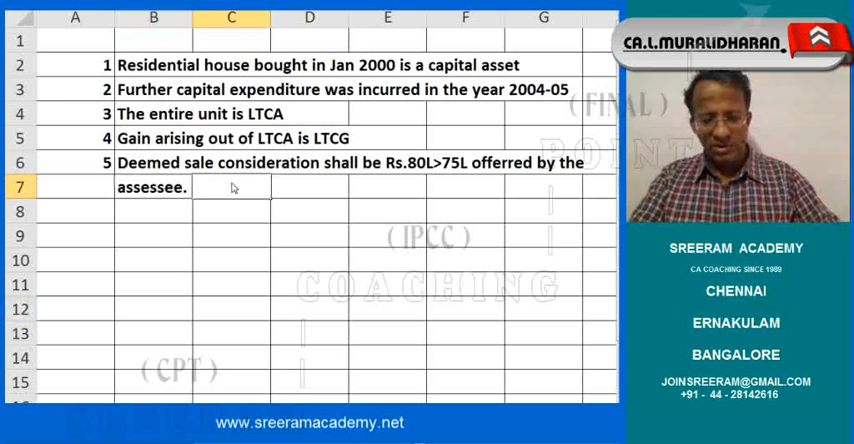 A B C D E F G
1
2 1 Residential house bought in Jan 2000 is a capital asset
3 2 Further capital expenditure was incurred in the year 2004-05
4 3 The entire unit is LTCA
5 4 Gain arising out of LTCA is LTCG
6 5 Deemed sale consideration shall be Rs.80L>75L offerred by the
7 assessee.
8
9
10
11
12
13
14
15
(FINAL)
POINT
(IPCC)
COACHING
(CPT)
www.sreeramacademy.net
CA.L.MURALIDHARAN.
SREERAM ACADEMY
CA COACHING SINCE 1989
CHENNAI
ERNAKULAM
BANGALORE
JOINSREERAM@GMAIL.COM
+91 - 44 - 28142616